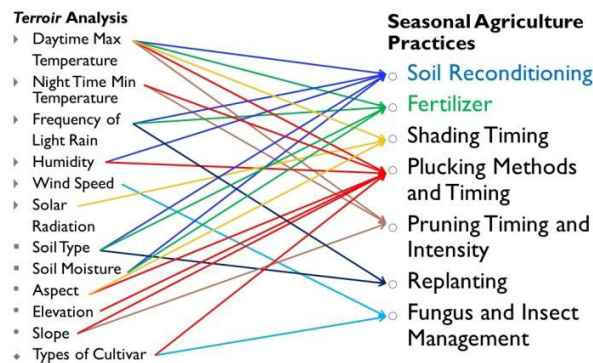 Terroir Analysis
Daytime Max
Temperature
Night Time Min
Temperature
Frequency of
Light Rain
Humidity
Wind Speed
Solar
Radiation
Soil Type
Soil Moisture
Aspect
Elevation
Slope
Types of Cultivar
Seasonal Agriculture
Practices
Soil Reconditioning
Fertilizer
Shading Timing
Plucking Methods
and Timing
Pruning Timing and
Intensity
Replanting
Fungus and Insect
Management